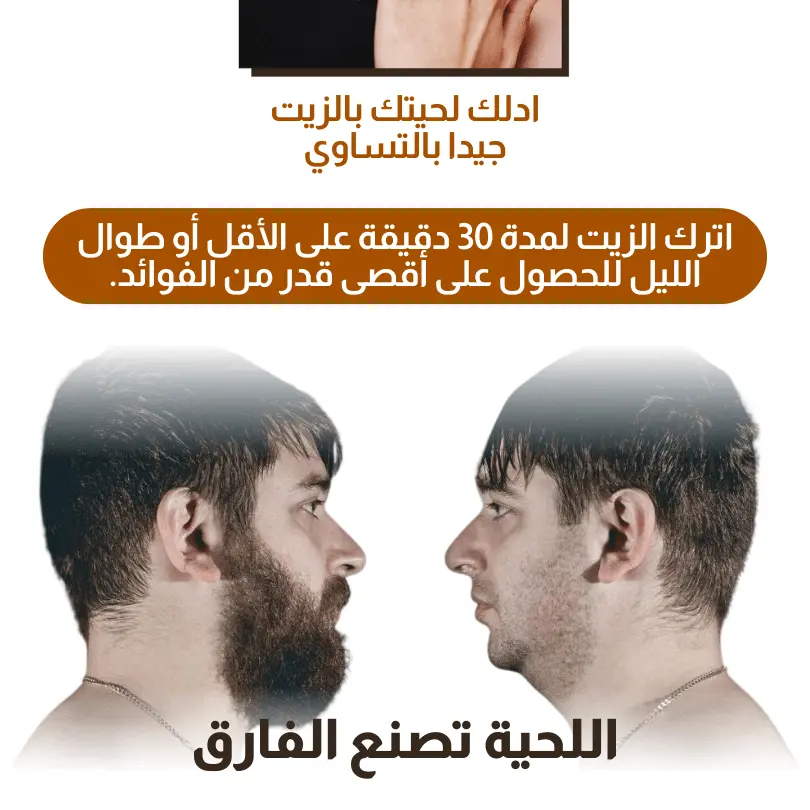 ادلك لحيتك بالزيت
جيدا بالتساوي
اترك الزيت لمدة 30 دقيقة على الأقل أو طوال
الليل للحصول على أقصى قدر من الفوائد.
اللحية تصنع الفارق